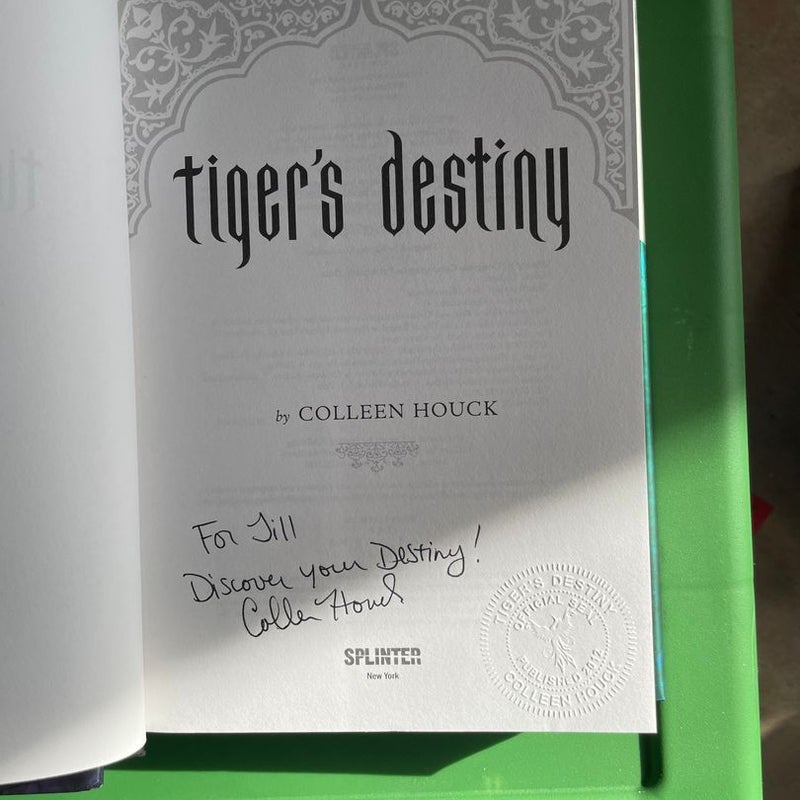 tiger's destiny
by COLLEEN HOUCK
For Jill
Discover your Destiny!
Colleen Houck
SPLINTER
New York
TIGER'S DESTINY
OFFICIAL SEAL
PUBLISHED 2012
COLLEEN HOUCK